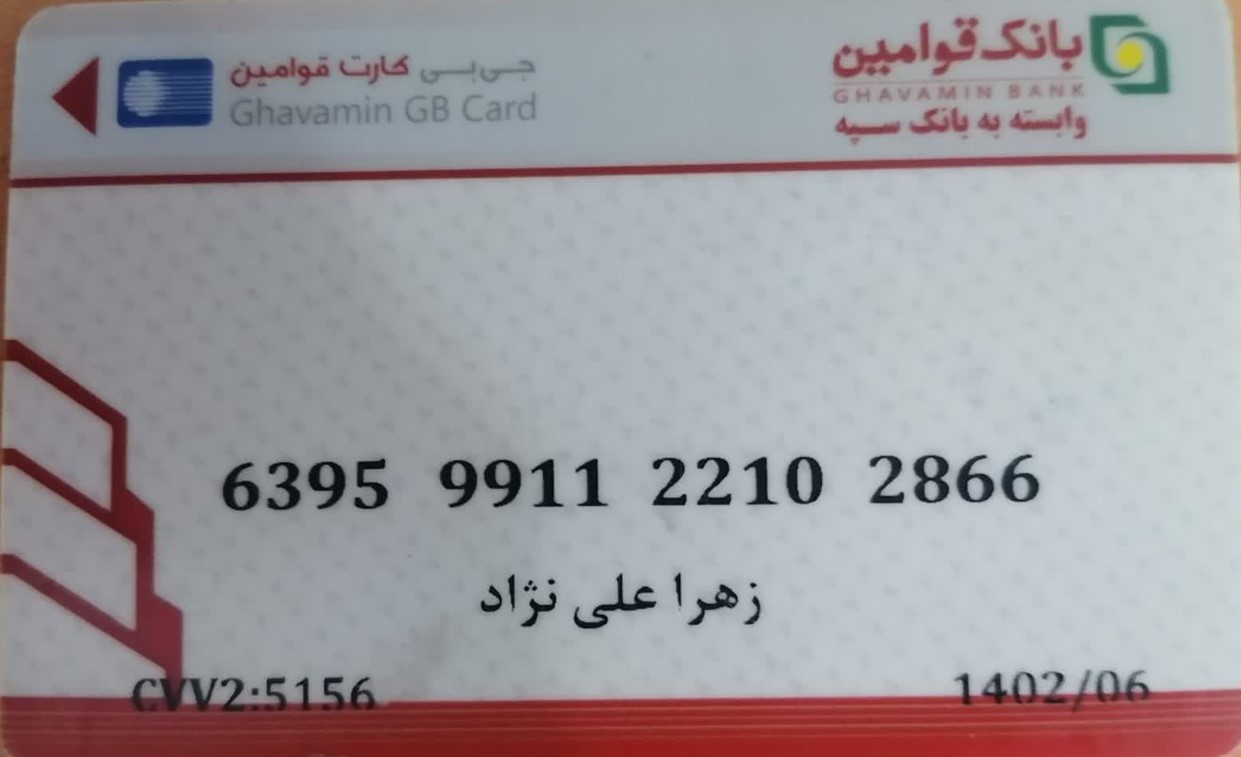 جی‌بی کارت قوامین
Ghavamin GB Card
بانک قوامین
GHAVAMIN BANK
وابسته به بانک سپه
6395 9911 2210 2866
زهرا علی نژاد
CVV2:5156
1402/06